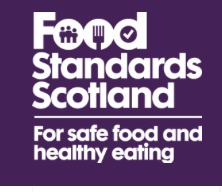 Food
Standards
Scotland
For safe food and
healthy eating